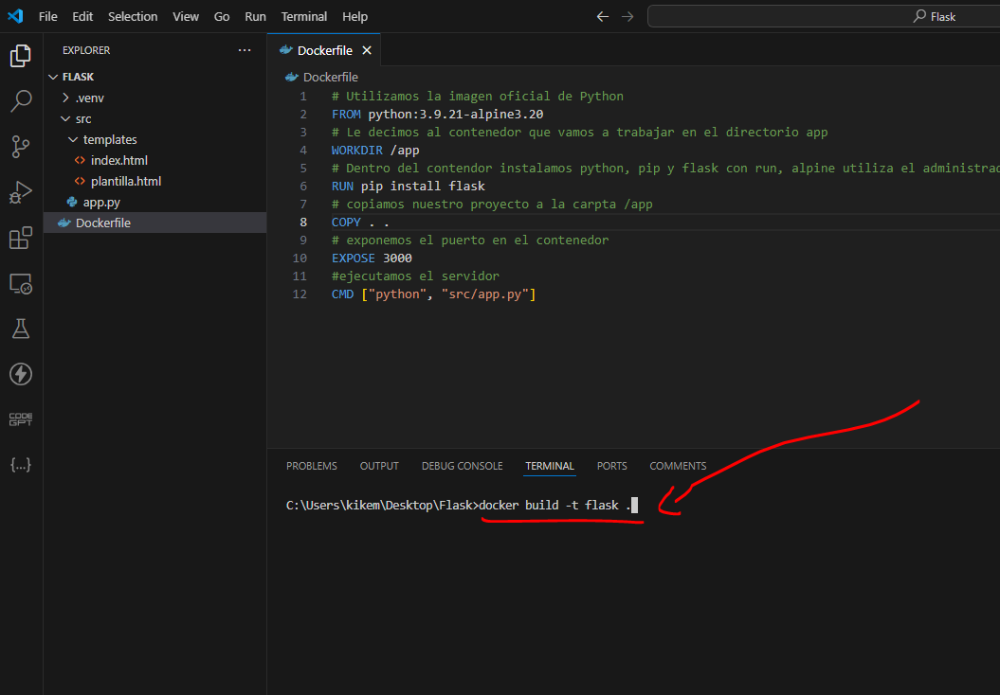 File Edit Selection View Go Run Terminal Help Flask
EXPLORER ...
FLASK
.venv
src
templates
index.html
plantilla.html
app.py
Dockerfile
Dockerfile
Dockerfile
1 # Utilizamos la imagen oficial de Python
2 FROM python:3.9.21-alpine3.20
3 # Le decimos al contenedor que vamos a trabajar en el directorio app
4 WORKDIR /app
5 # Dentro del contendor instalamos python, pip y flask con run, alpine utiliza el administrad
6 RUN pip install flask
7 # copiamos nuestro proyecto a la carpta /app
8 COPY . .
9 # exponemos el puerto en el contenedor
10 EXPOSE 3000
11 #ejecutamos el servidor
12 CMD ["python", "src/app.py"]
CODE
GPT
{...}
PROBLEMS OUTPUT DEBUG CONSOLE TERMINAL PORTS COMMENTS
C:\Users\kikem\Desktop\Flask>docker build -t flask .